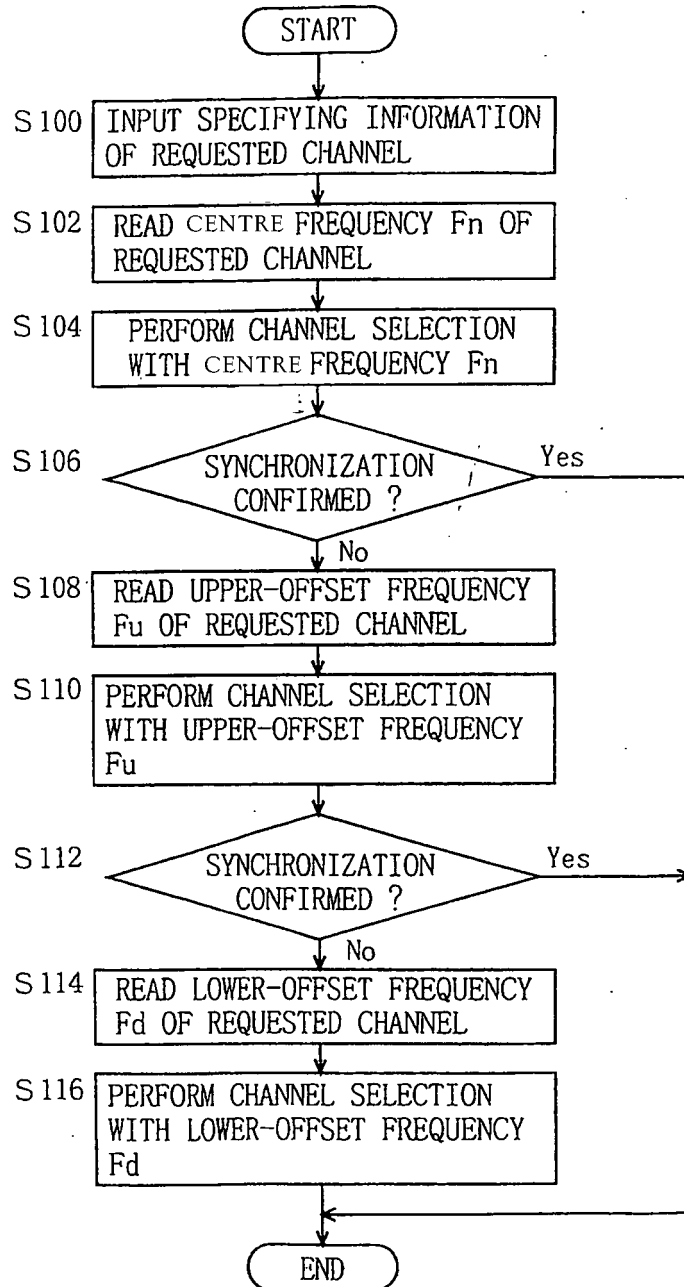 START
S100
INPUT SPECIFYING INFORMATION
OF REQUESTED CHANNEL
S102
READ CENTRE FREQUENCY Fn OF
REQUESTED CHANNEL
S104
PERFORM CHANNEL SELECTION
WITH CENTRE FREQUENCY Fn
S106
SYNCHRONIZATION
CONFIRMED ?
Yes
No
S108
READ UPPER-OFFSET FREQUENCY
Fu OF REQUESTED CHANNEL
S110
PERFORM CHANNEL SELECTION
WITH UPPER-OFFSET FREQUENCY
Fu
S112
SYNCHRONIZATION
CONFIRMED ?
Yes
No
S114
READ LOWER-OFFSET FREQUENCY
Fd OF REQUESTED CHANNEL
S116
PERFORM CHANNEL SELECTION
WITH LOWER-OFFSET FREQUENCY
Fd
END